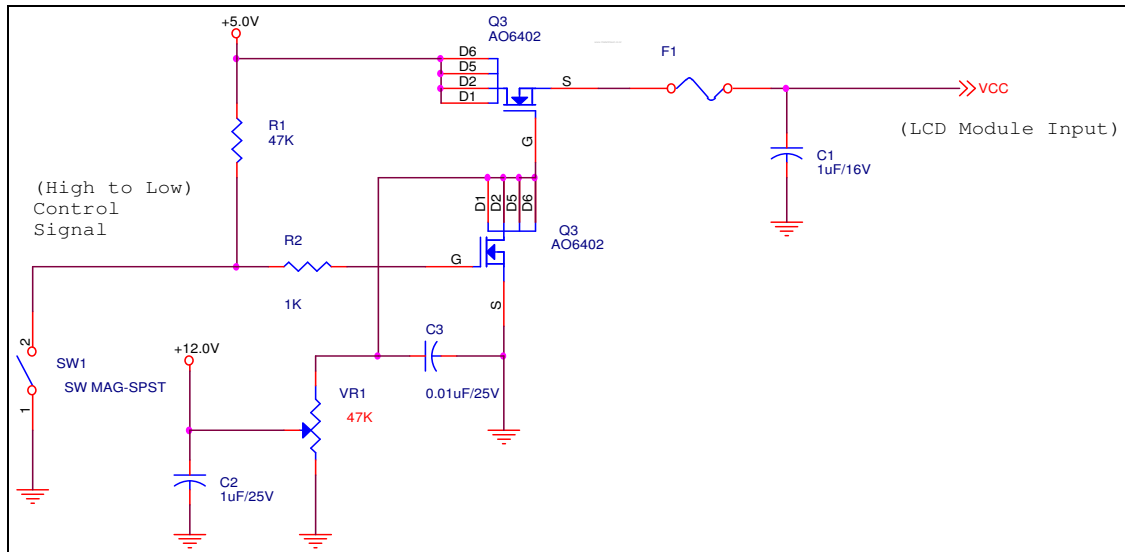 +5.0V
Q3
AO6402
D6
D5
D2
D1
S
F1
VCC
(LCD Module Input)
R1
47K
G
C1
1uF/16V
(High to Low)
Control
Signal
D1
D2
D5
D6
Q3
AO6402
R2
G
1K
S
+12.0V
C3
0.01uF/25V
2
SW1
SW MAG-SPST
1
VR1
47K
C2
1uF/25V